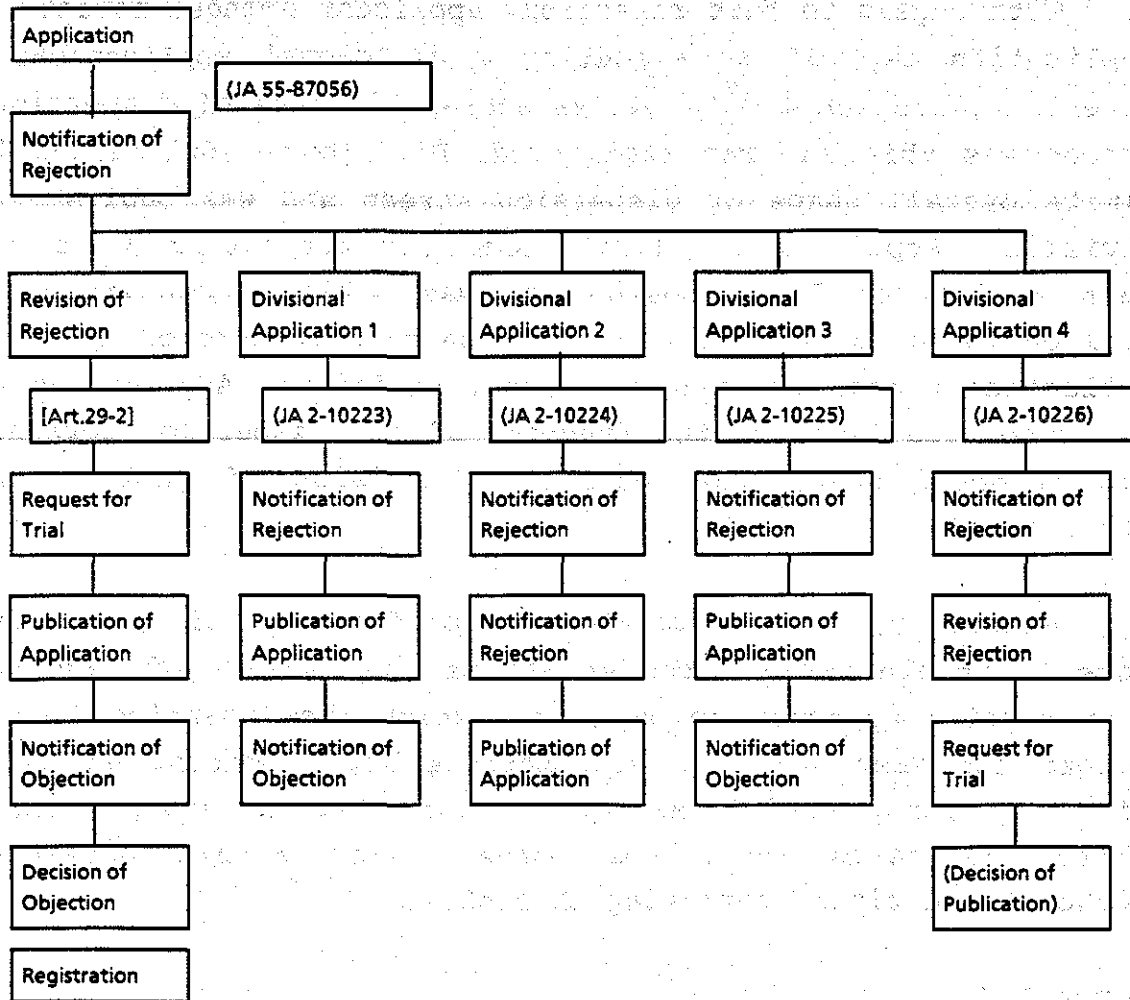 Application
(JA 55-87056)
Notification of
Rejection
Revision of
Rejection
Divisional
Application 1
Divisional
Application 2
Divisional
Application 3
Divisional
Application 4
[Art.29-2]
(JA 2-10223)
(JA 2-10224)
(JA 2-10225)
(JA 2-10226)
Request for
Trial
Notification of
Rejection
Notification of
Rejection
Notification of
Rejection
Notification of
Rejection
Publication of
Application
Publication of
Application
Notification of
Rejection
Publication of
Application
Revision of
Rejection
Notification of
Objection
Notification of
Objection
Publication of
Application
Notification of
Objection
Request for
Trial
Decision of
Objection
(Decision of
Publication)
Registration